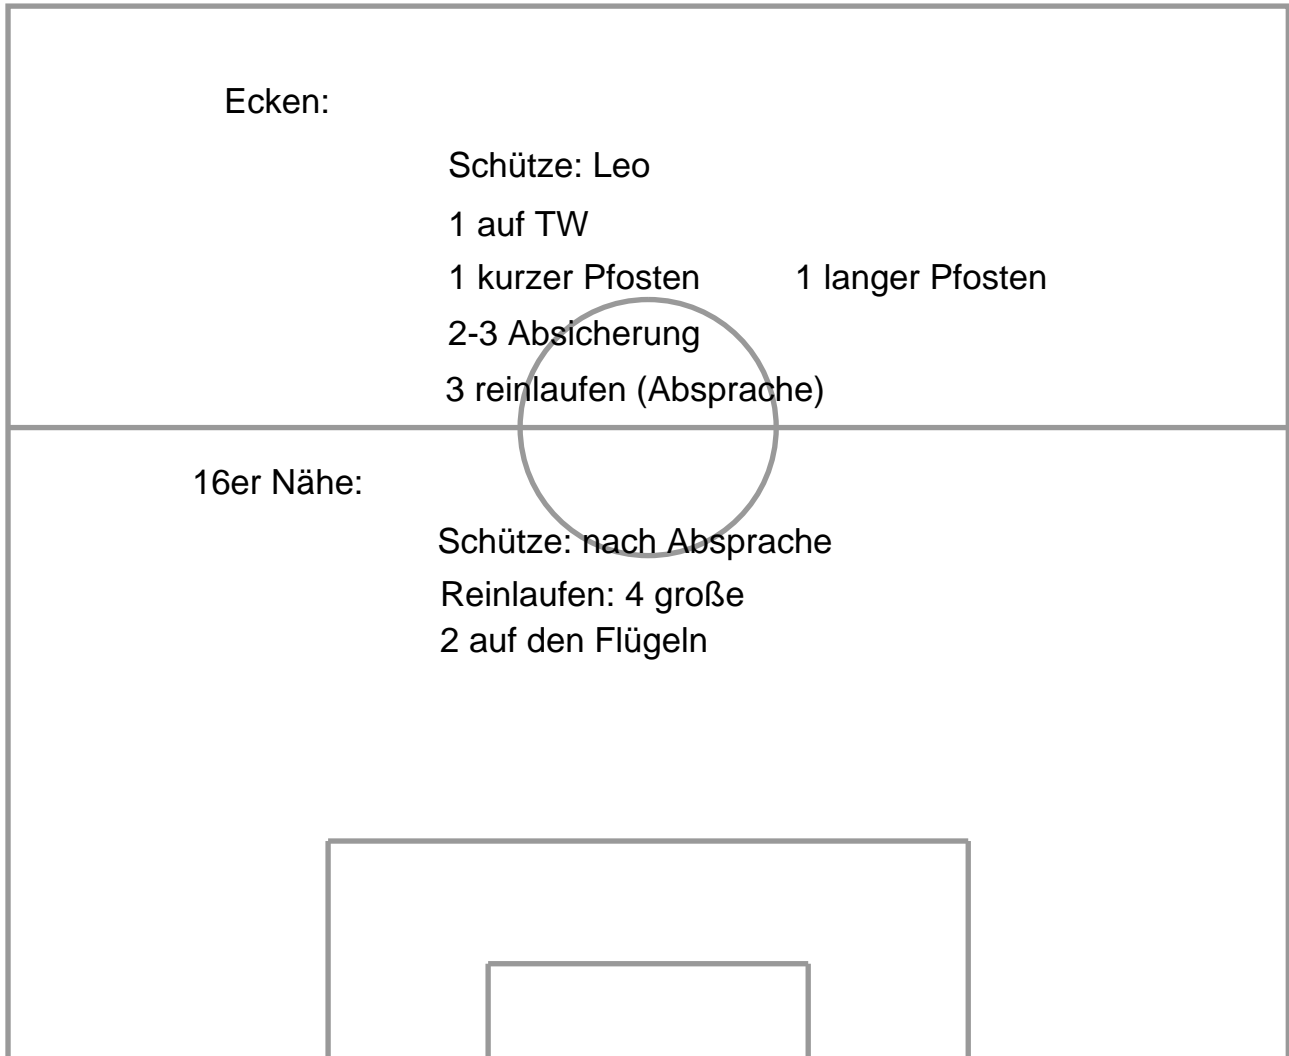 Ecken:
Schütze: Leo
1 auf TW
1 kurzer Pfosten 1 langer Pfosten
2-3 Absicherung
3 reinlaufen (Absprache)
16er Nähe:
Schütze: nach Absprache
Reinlaufen: 4 große
2 auf den Flügeln